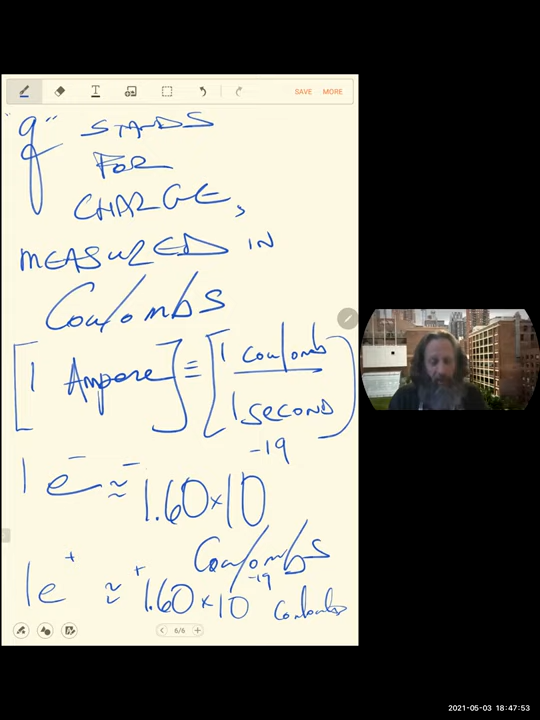 SAVE MORE
q" STANDS
FOR
CHARGE,
MEASURED IN
Coulombs
[1 Ampere] ≡ [1 coulomb / 1 SECOND]
1 e⁻ ≈ ⁻1.60×10⁻¹⁹
Coulombs
1e⁺ ≈ ⁺1.60×10⁻¹⁹ Coulombs
6/6
2021-05-03 18:47:53